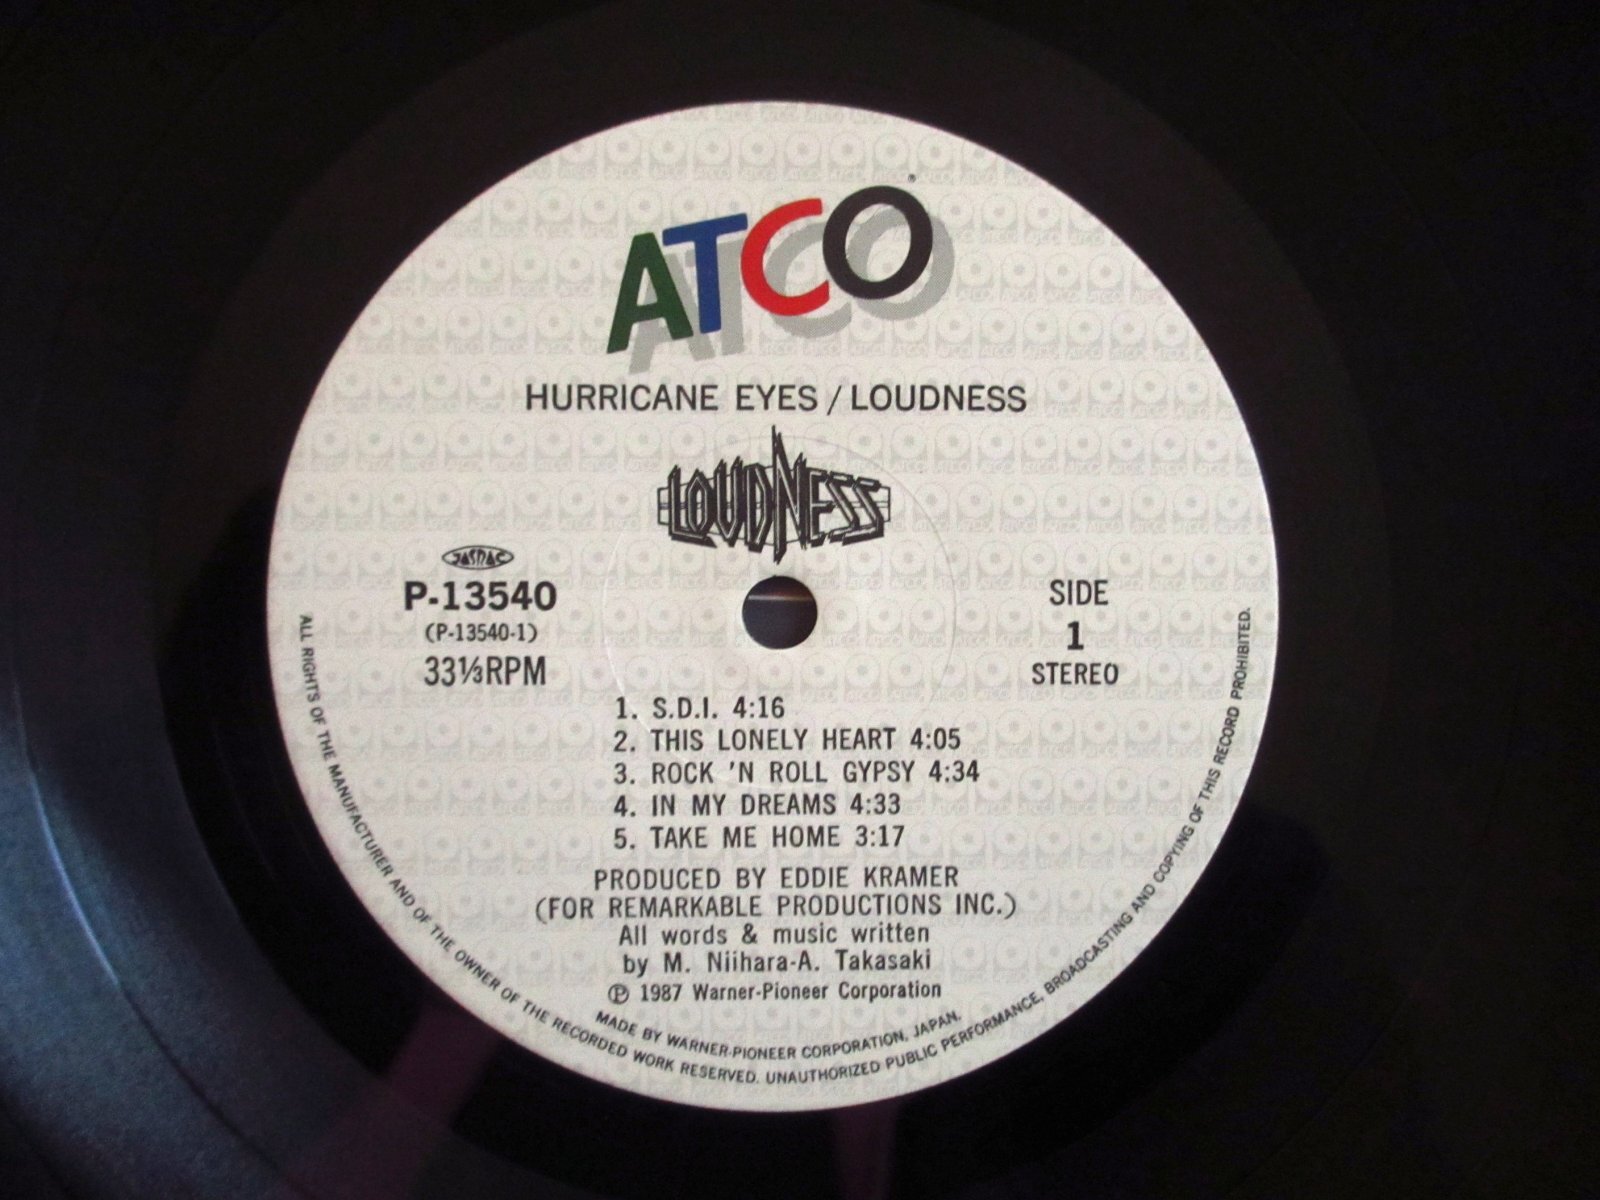 ATCO®
HURRICANE EYES / LOUDNESS
LOUDNESS
JASRAC
P-13540
(P-13540-1)
33⅓RPM
SIDE
1
STEREO
1. S.D.I. 4:16
2. THIS LONELY HEART 4:05
3. ROCK 'N ROLL GYPSY 4:34
4. IN MY DREAMS 4:33
5. TAKE ME HOME 3:17
PRODUCED BY EDDIE KRAMER
(FOR REMARKABLE PRODUCTIONS INC.)
All words & music written
by M. Niihara-A. Takasaki
℗ 1987 Warner-Pioneer Corporation
MADE BY WARNER-PIONEER CORPORATION, JAPAN.
ALL RIGHTS OF THE MANUFACTURER AND OF THE OWNER OF THE RECORDED WORK RESERVED. UNAUTHORIZED PUBLIC PERFORMANCE, BROADCASTING AND COPYING OF THIS RECORD PROHIBITED.